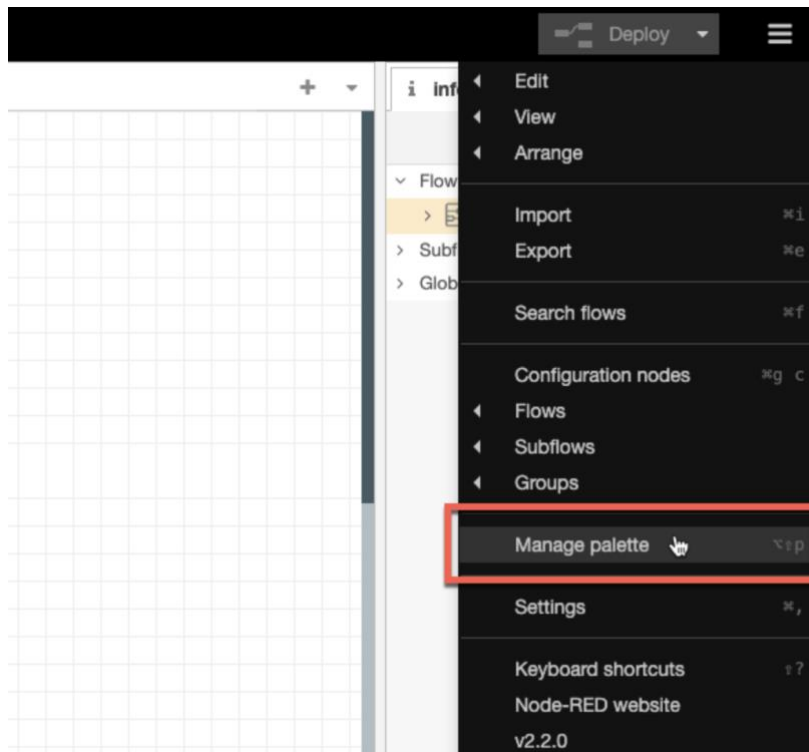 Deploy
i inf
Edit
View
Arrange
Flow
Import ⌘i
Subf
Export ⌘e
Glob
Search flows ⌘f
Configuration nodes ⌘g c
Flows
Subflows
Groups
Manage palette ⌥⇧p
Settings ⌘,
Keyboard shortcuts ⇧?
Node-RED website
v2.2.0